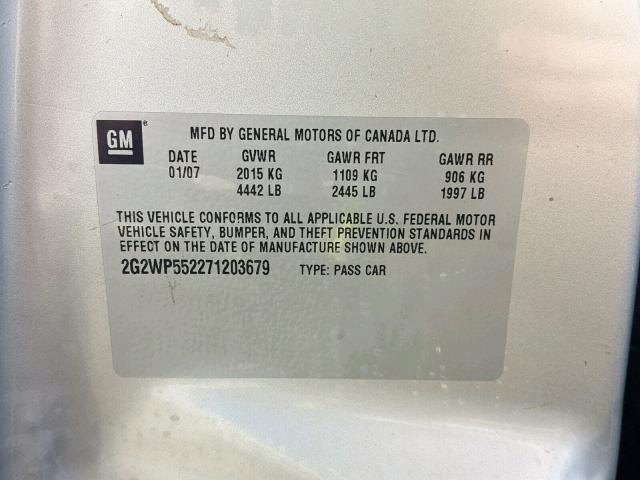 GM®
MFD BY GENERAL MOTORS OF CANADA LTD.
DATE GVWR GAWR FRT GAWR RR
01/07 2015 KG 1109 KG 906 KG
4442 LB 2445 LB 1997 LB
THIS VEHICLE CONFORMS TO ALL APPLICABLE U.S. FEDERAL MOTOR
VEHICLE SAFETY, BUMPER, AND THEFT PREVENTION STANDARDS IN
EFFECT ON THE DATE OF MANUFACTURE SHOWN ABOVE.
2G2WP552271203679 TYPE: PASS CAR